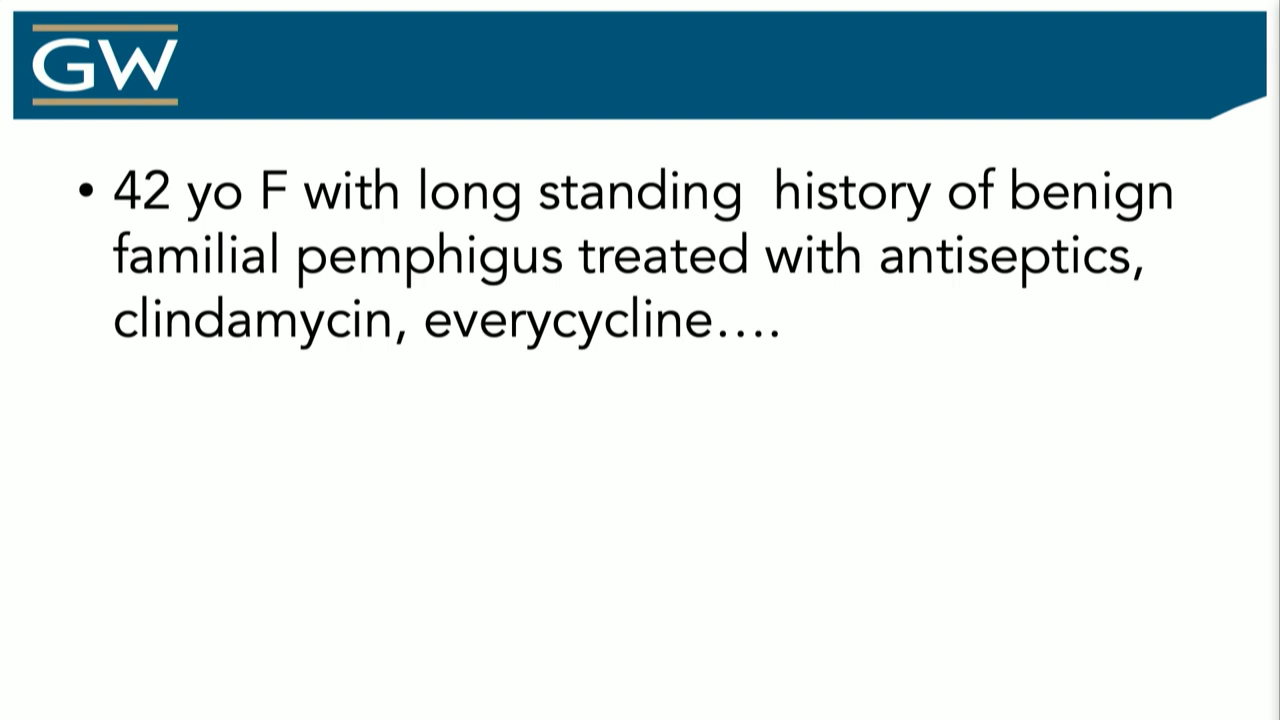 GW
• 42 yo F with long standing  history of benign
familial pemphigus treated with antiseptics,
clindamycin, everycycline….